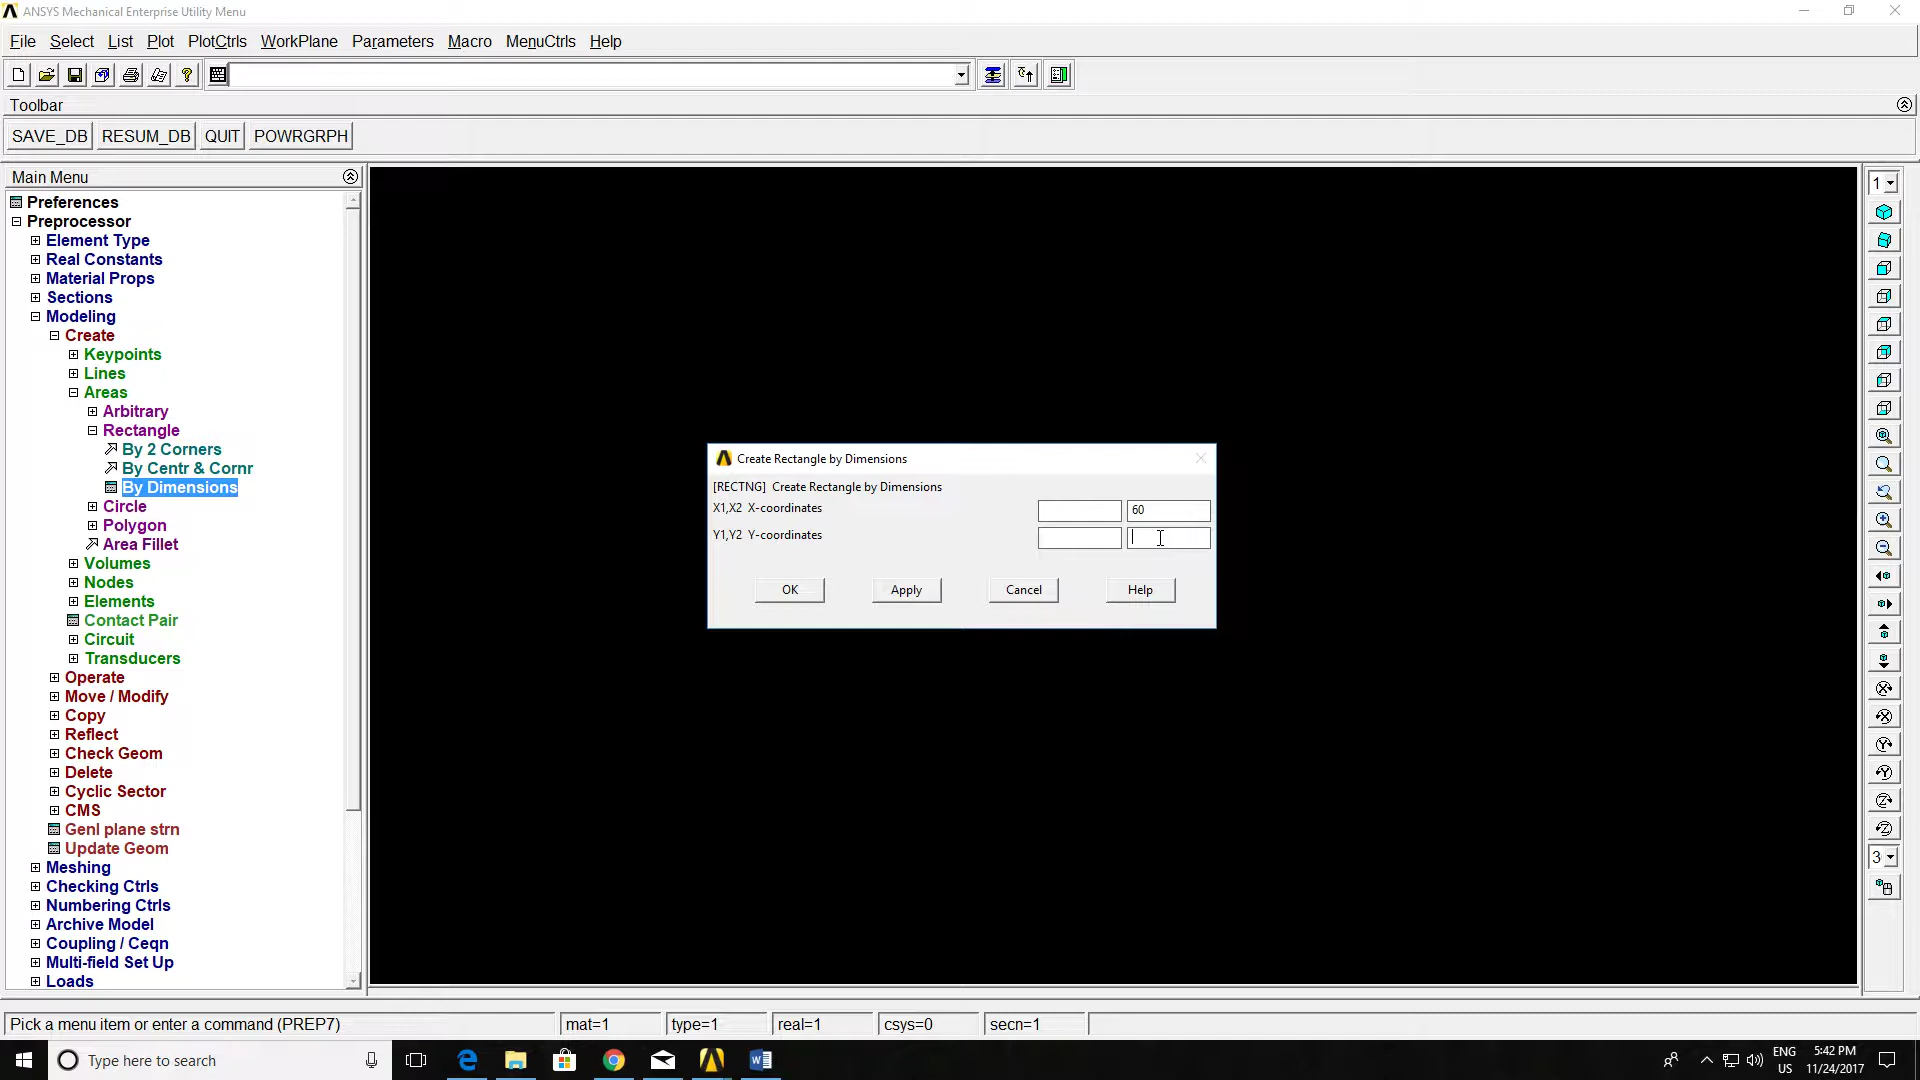 ANSYS Mechanical Enterprise Utility Menu
File Select List Plot PlotCtrls WorkPlane Parameters Macro MenuCtrls Help
Toolbar
SAVE_DB RESUM_DB QUIT POWRGRPH
Main Menu
Preferences
Preprocessor
Element Type
Real Constants
Material Props
Sections
Modeling
Create
Keypoints
Lines
Areas
Arbitrary
Rectangle
By 2 Corners
By Centr & Cornr
By Dimensions
Circle
Polygon
Area Fillet
Volumes
Nodes
Elements
Contact Pair
Circuit
Transducers
Operate
Move / Modify
Copy
Reflect
Check Geom
Delete
Cyclic Sector
CMS
Genl plane strn
Update Geom
Meshing
Checking Ctrls
Numbering Ctrls
Archive Model
Coupling / Ceqn
Multi-field Set Up
Loads
Create Rectangle by Dimensions
[RECTNG] Create Rectangle by Dimensions
X1,X2 X-coordinates 60
Y1,Y2 Y-coordinates
OK Apply Cancel Help
1
3
Pick a menu item or enter a command (PREP7) mat=1 type=1 real=1 csys=0 secn=1
Type here to search
ENG 5:42 PM
US 11/24/2017